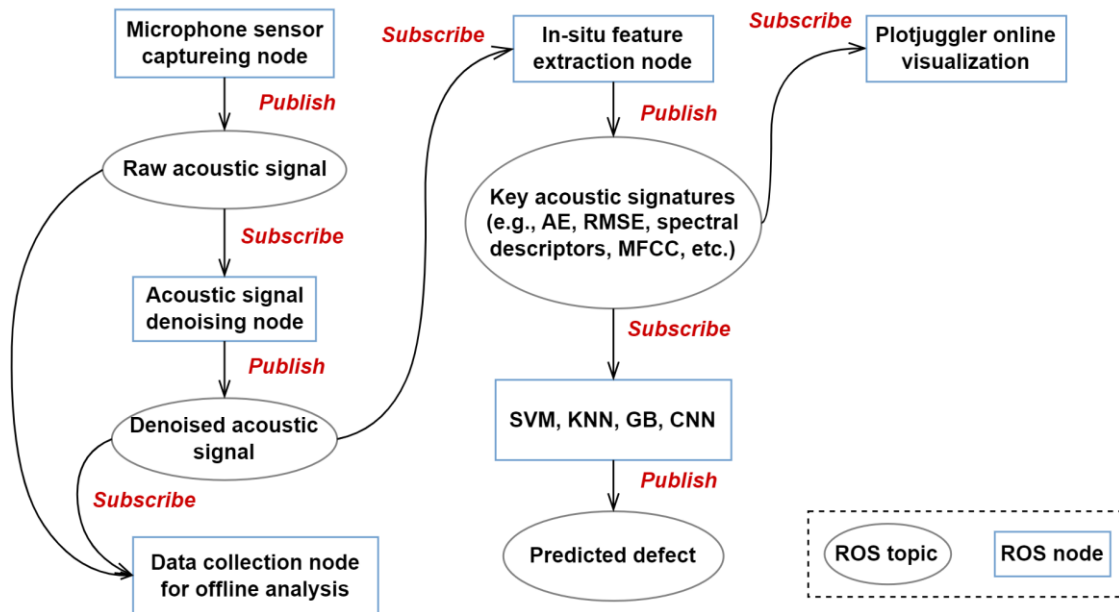 Microphone sensor
captureing node
Publish
Raw acoustic signal
Subscribe
Acoustic signal
denoising node
Publish
Denoised acoustic
signal
Subscribe
Data collection node
for offline analysis
Subscribe
In-situ feature
extraction node
Publish
Key acoustic signatures
(e.g., AE, RMSE, spectral
descriptors, MFCC, etc.)
Subscribe
SVM, KNN, GB, CNN
Publish
Predicted defect
Subscribe
Plotjuggler online
visualization
ROS topic
ROS node